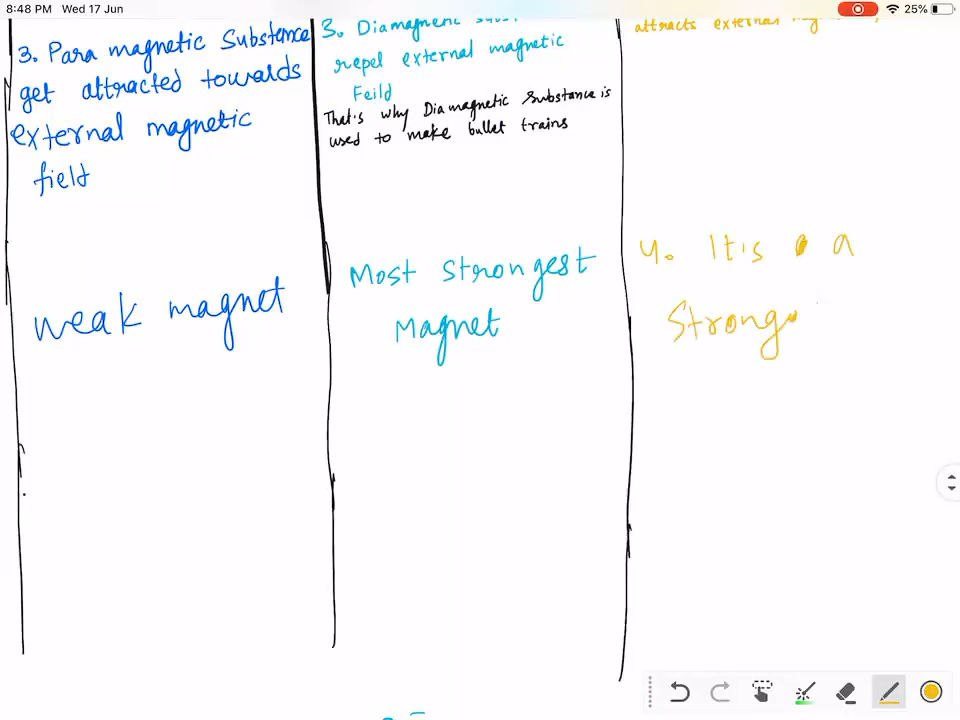 8:48 PM Wed 17 Jun
25%
3. Para magnetic Substence
get attracted towards
external magnetic
field
weak magnet
3. Diamagnetic
repel external magnetic
Feild
That's why Diamagnetic Substance is
used to make bullet trains
Most Strongest
Magnet
attracts external
4. It's a
Strong